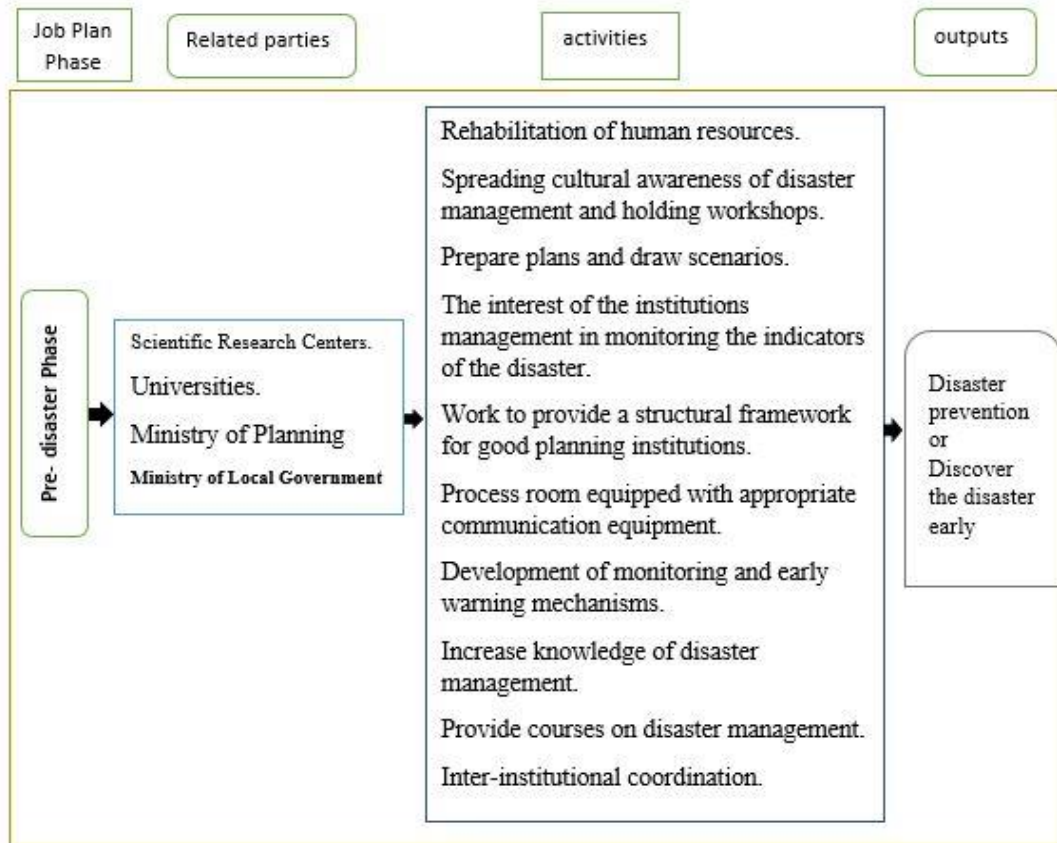 Job Plan
Phase
Related parties
activities
outputs
Pre- disaster Phase
Scientific Research Centers.
Universities.
Ministry of Planning
Ministry of Local Government
Rehabilitation of human resources.
Spreading cultural awareness of disaster
management and holding workshops.
Prepare plans and draw scenarios.
The interest of the institutions
management in monitoring the indicators
of the disaster.
Work to provide a structural framework
for good planning institutions.
Process room equipped with appropriate
communication equipment.
Development of monitoring and early
warning mechanisms.
Increase knowledge of disaster
management.
Provide courses on disaster management.
Inter-institutional coordination.
Disaster
prevention
or
Discover
the disaster
early